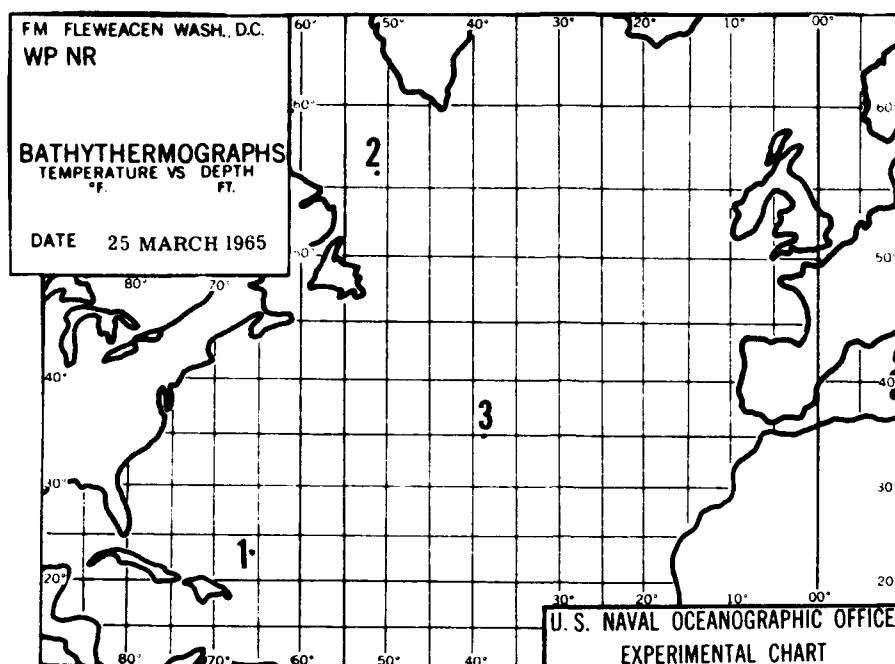 FM FLEWEACEN WASH., D.C.
WP NR
BATHYTHERMOGRAPHS
TEMPERATURE VS DEPTH
°F. FT.
DATE 25 MARCH 1965
60° 50° 40° 30° 20° 10° 00°
60° 60°
2
50° 50°
80° 70°
40° 40°
3
30° 30°
1
20° 20
80° 70° 60° 50° 40° 30° 10° 00°
U. S. NAVAL OCEANOGRAPHIC OFFICE
EXPERIMENTAL CHART